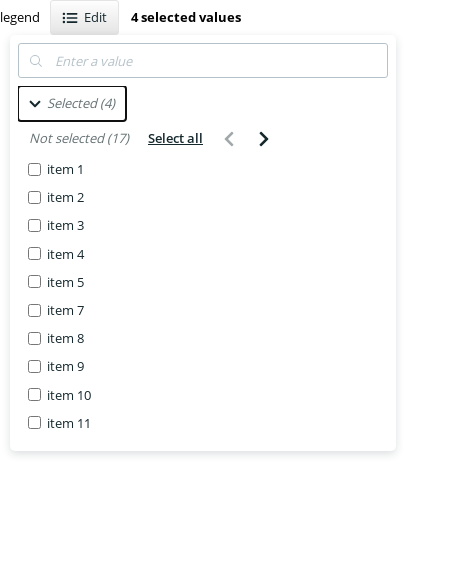 legend Edit 4 selected values
Enter a value
Selected (4)
Not selected (17) Select all
item 1
item 2
item 3
item 4
item 5
item 7
item 8
item 9
item 10
item 11